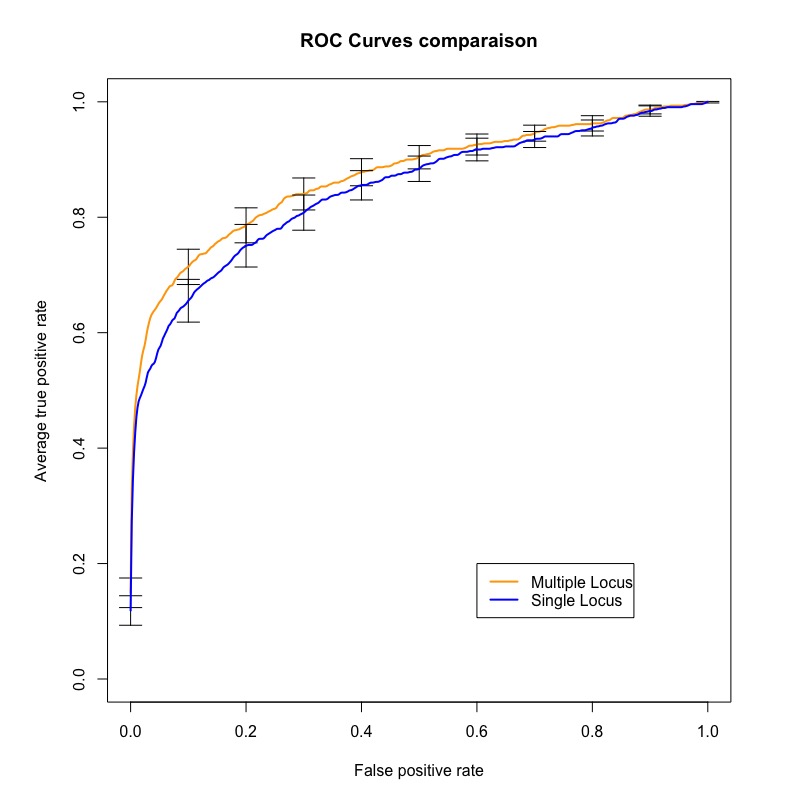 ROC Curves comparaison
Average true positive rate
1.0
0.8
0.6
0.4
0.2
0.0
Multiple Locus
Single Locus
0.0 0.2 0.4 0.6 0.8 1.0
False positive rate